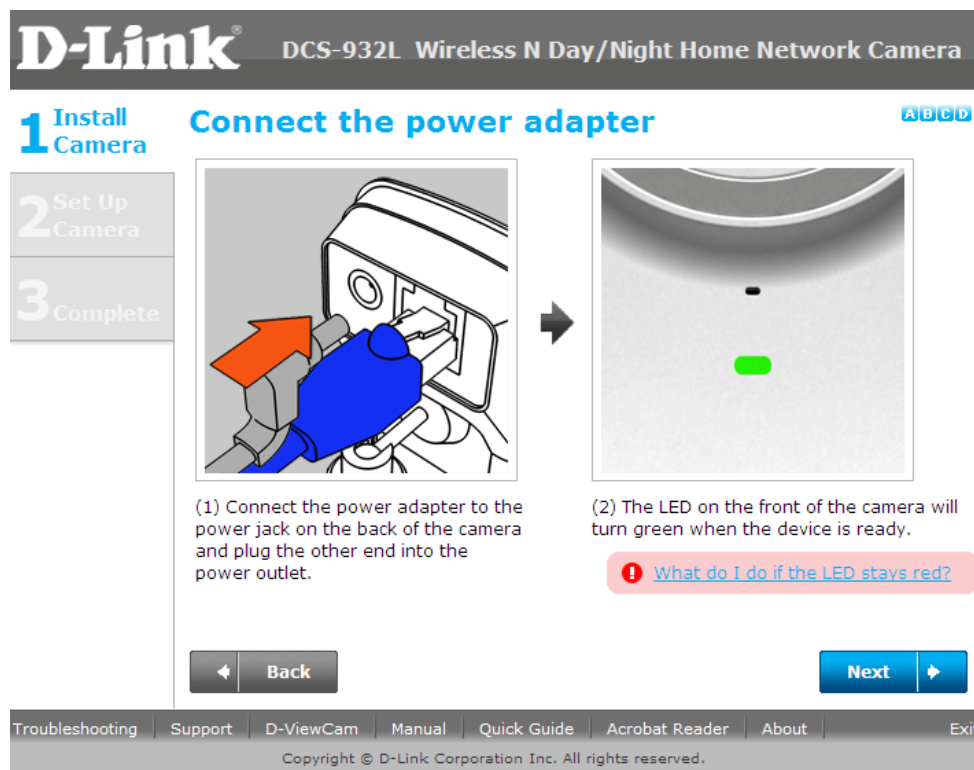 D-Link®
DCS-932L Wireless N Day/Night Home Network Camera
1 Install
Camera
2 Set Up
Camera
3 Complete
Connect the power adapter
A B C D
(1) Connect the power adapter to the
power jack on the back of the camera
and plug the other end into the
power outlet.
(2) The LED on the front of the camera will
turn green when the device is ready.
What do I do if the LED stays red?
Back
Next
Troubleshooting Support D-ViewCam Manual Quick Guide Acrobat Reader About Exi
Copyright © D-Link Corporation Inc. All rights reserved.